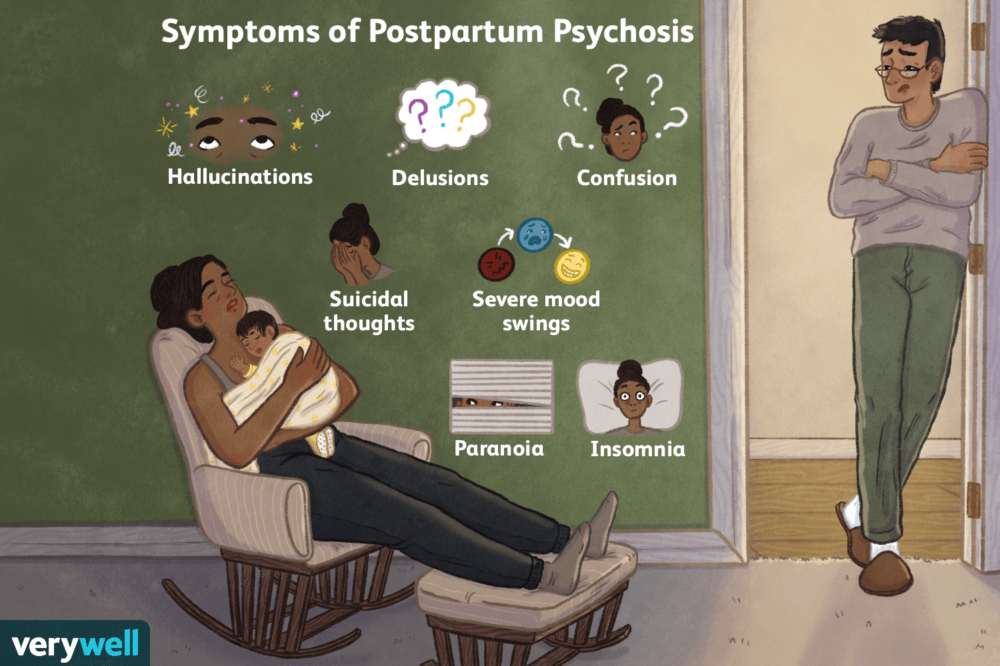 Symptoms of Postpartum Psychosis
Hallucinations
Delusions
Confusion
Suicidal
thoughts
Severe mood
swings
Paranoia
Insomnia
verywell